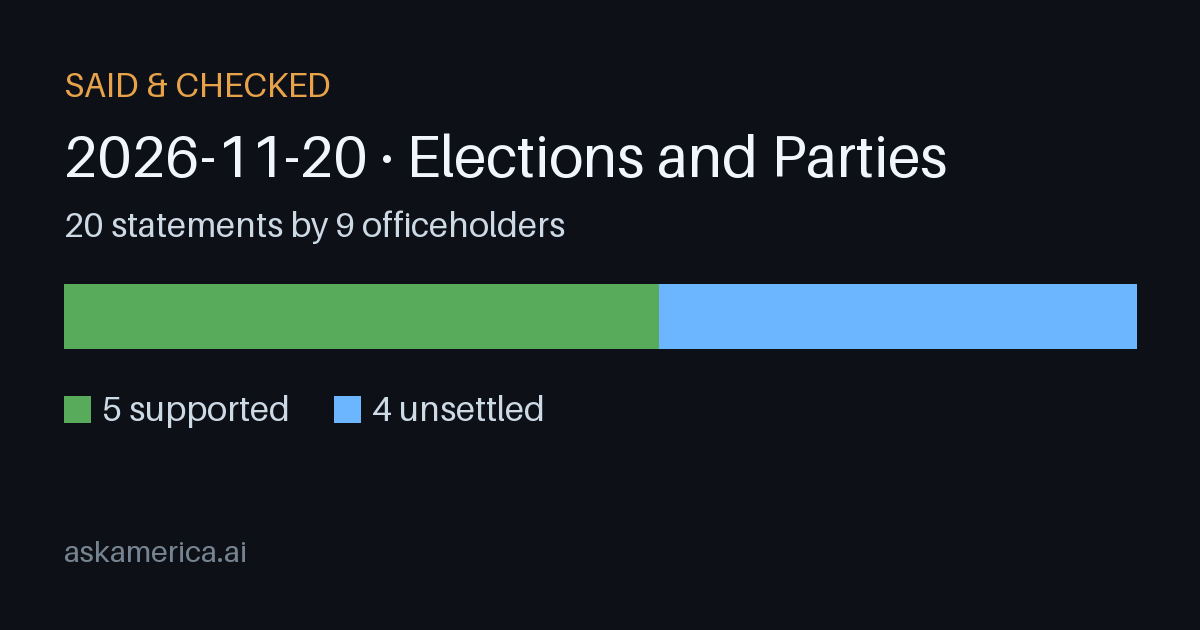 SAID & CHECKED
2026-11-20 · Elections and Parties
20 statements by 9 officeholders
5 supported 4 unsettled
askamerica.ai